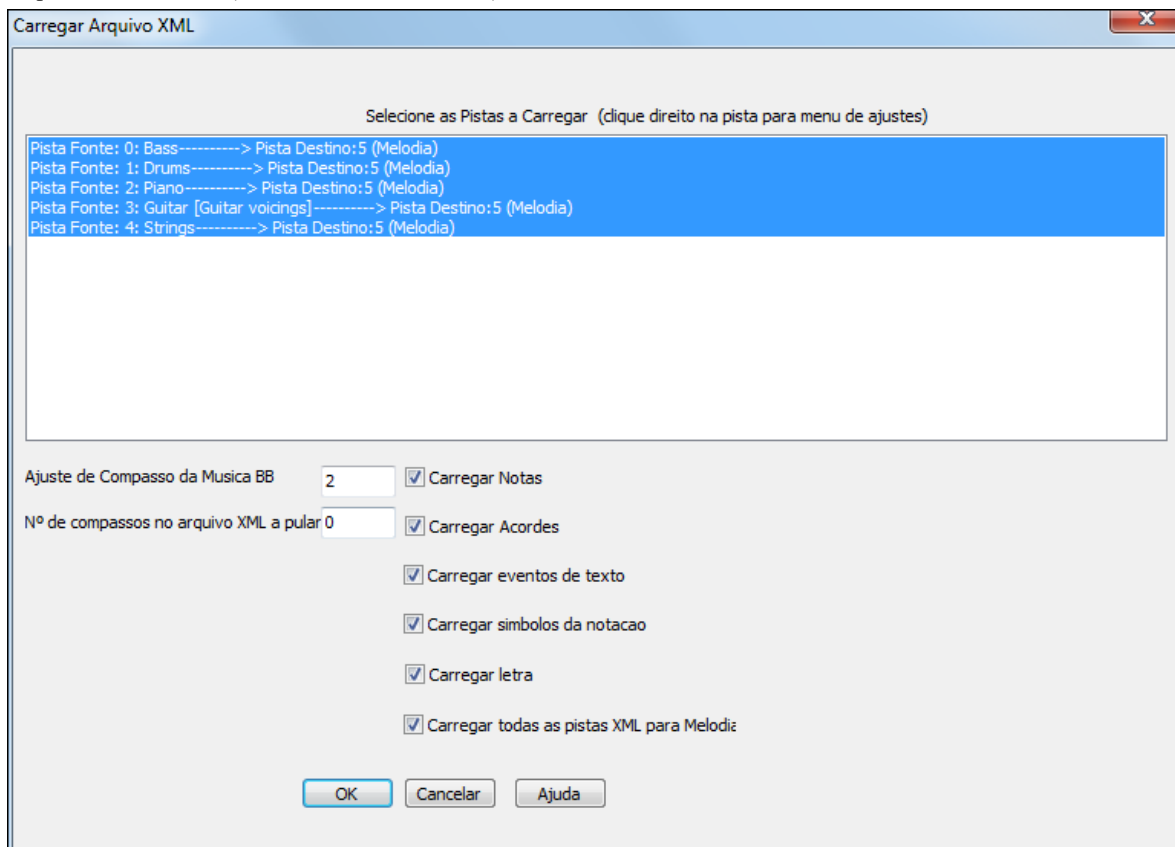 Carregar Arquivo XML
Selecione as Pistas a Carregar (clique direito na pista para menu de ajustes)
Pista Fonte: 0: Bass----------> Pista Destino:5 (Melodia)
Pista Fonte: 1: Drums----------> Pista Destino:5 (Melodia)
Pista Fonte: 2: Piano----------> Pista Destino:5 (Melodia)
Pista Fonte: 3: Guitar [Guitar voicings]----------> Pista Destino:5 (Melodia)
Pista Fonte: 4: Strings----------> Pista Destino:5 (Melodia)
Ajuste de Compasso da Musica BB 2 Carregar Notas
Nº de compassos no arquivo XML a pular 0 Carregar Acordes
Carregar eventos de texto
Carregar simbolos da notacao
Carregar letra
Carregar todas as pistas XML para Melodia
OK Cancelar Ajuda